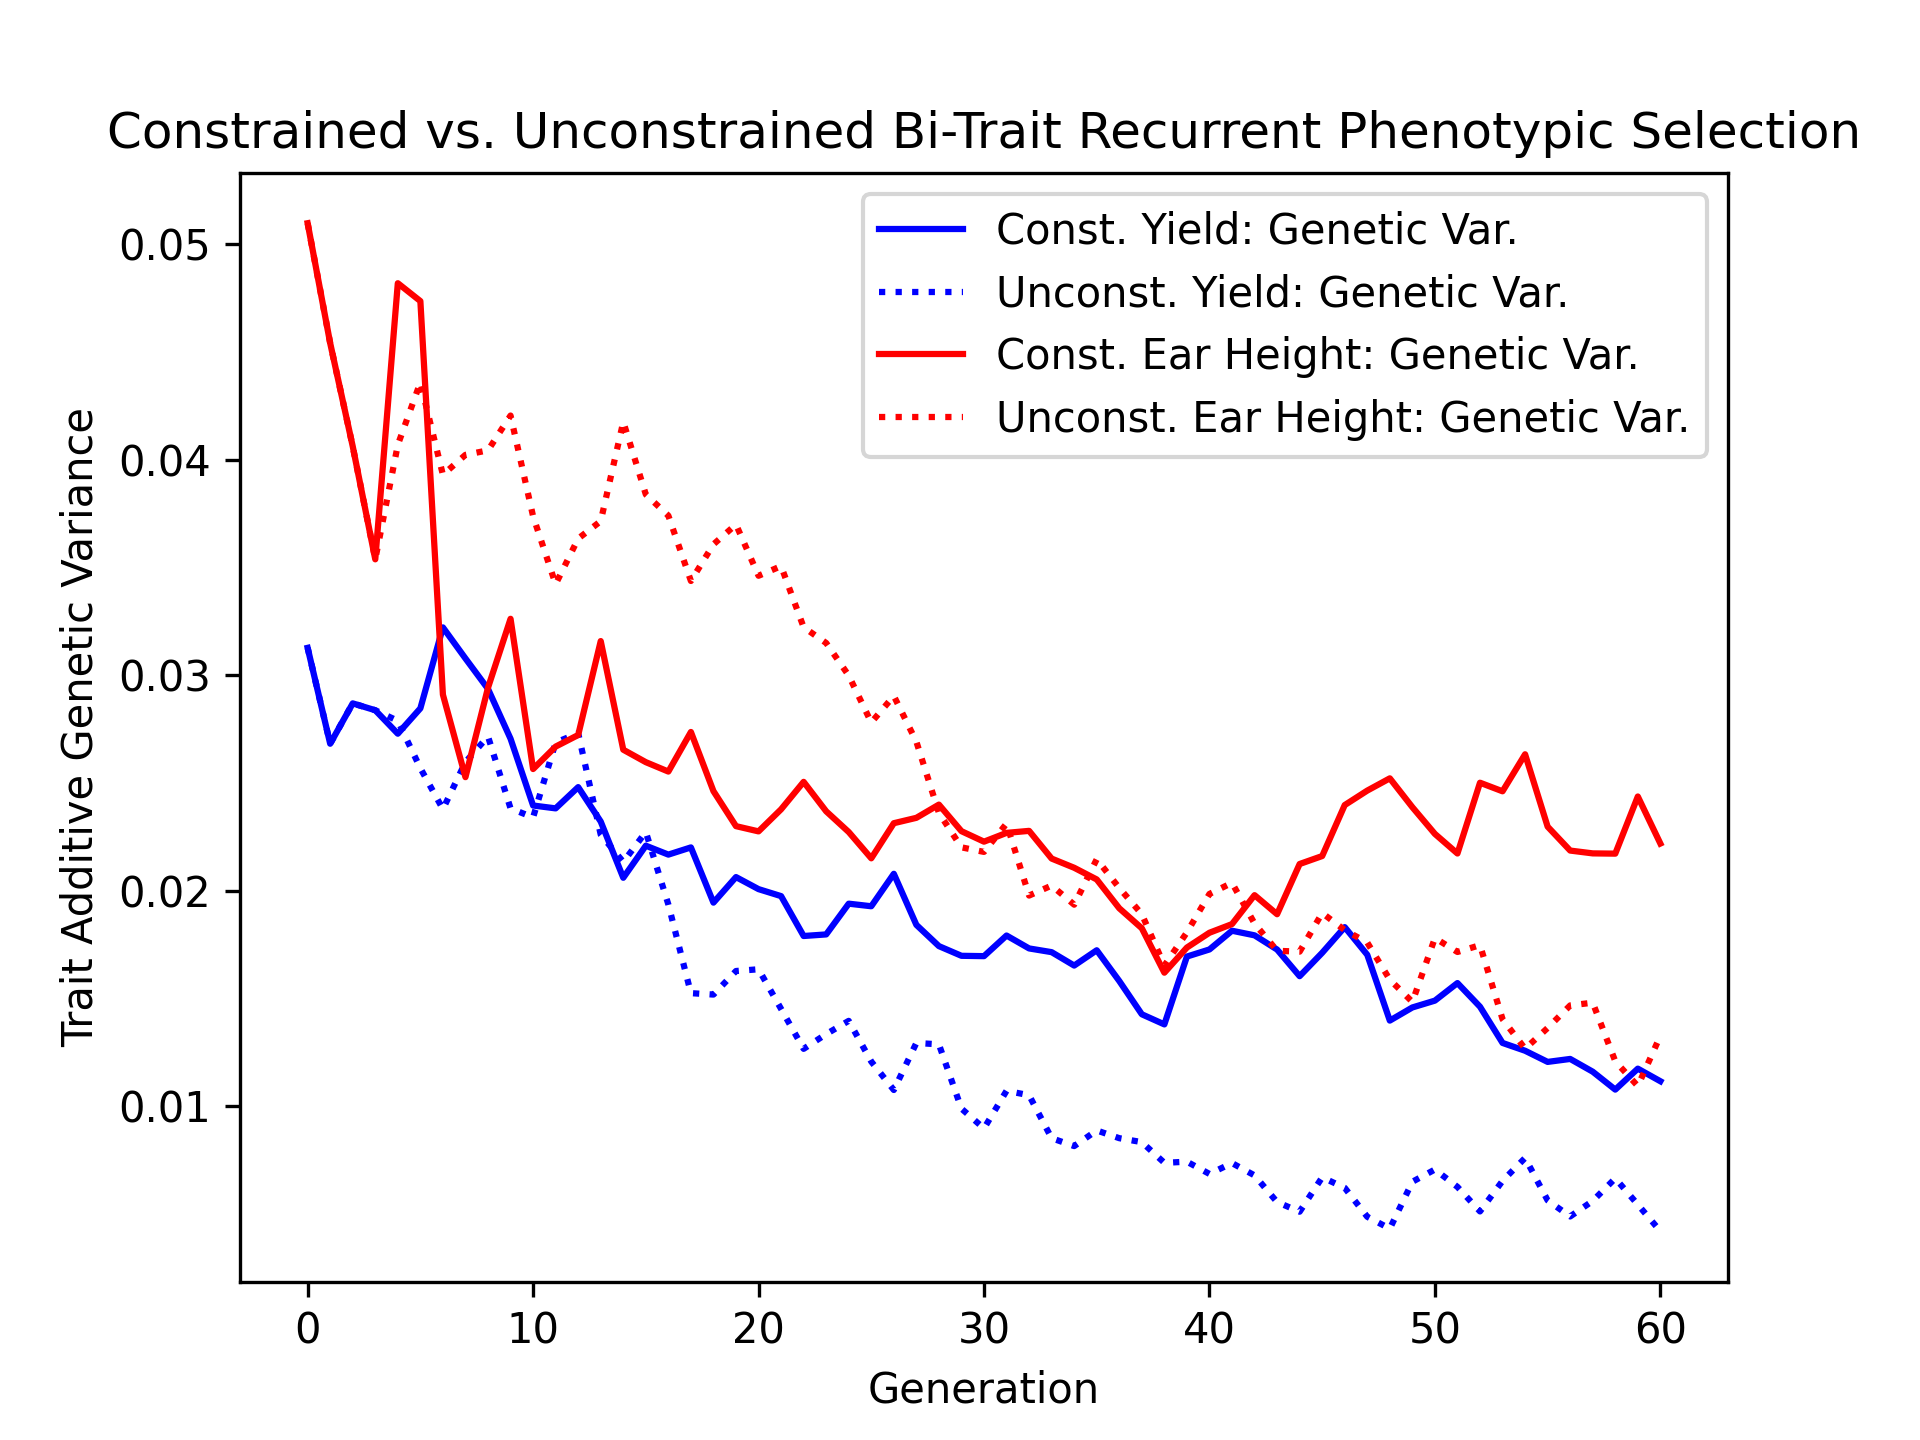 Constrained vs. Unconstrained Bi-Trait Recurrent Phenotypic Selection
Const. Yield: Genetic Var.
Unconst. Yield: Genetic Var.
Const. Ear Height: Genetic Var.
Unconst. Ear Height: Genetic Var.
Trait Additive Genetic Variance
0.05
0.04
0.03
0.02
0.01
0 10 20 30 40 50 60
Generation